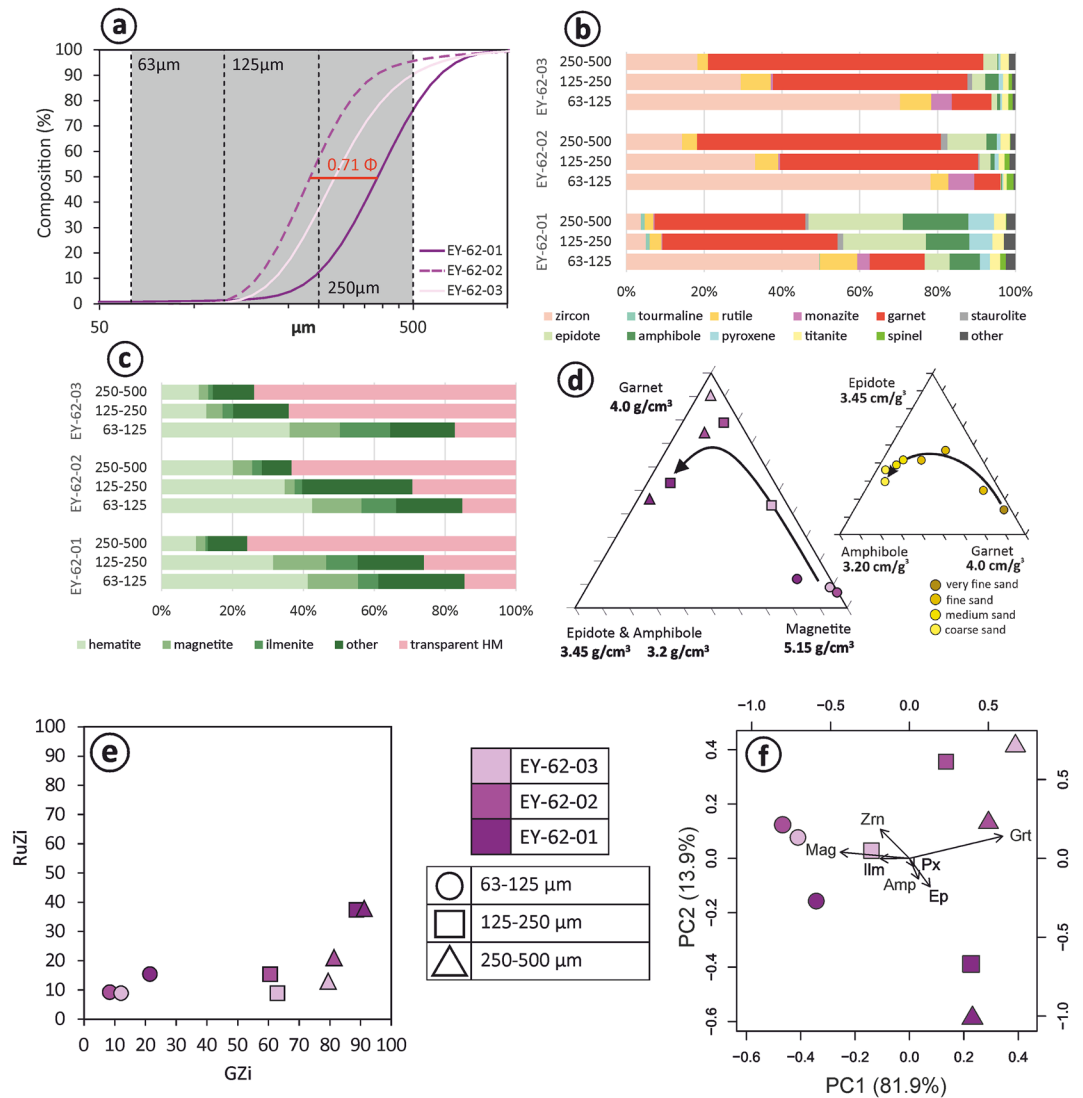 a
100
90
80
70
60
50
40
30
20
10
0
Composition (%)
63µm
125µm
0.71 Φ
250µm
EY-62-01
EY-62-02
EY-62-03
50
µm
500
b
EY-62-03
250-500
125-250
63-125
EY-62-02
250-500
125-250
63-125
EY-62-01
250-500
125-250
63-125
0% 20% 40% 60% 80% 100%
zircon tourmaline rutile monazite garnet staurolite
epidote amphibole pyroxene titanite spinel other
c
EY-62-03
250-500
125-250
63-125
EY-62-02
250-500
125-250
63-125
EY-62-01
250-500
125-250
63-125
0% 20% 40% 60% 80% 100%
hematite magnetite ilmenite other transparent HM
d
Garnet
4.0 g/cm³
Epidote & Amphibole
3.45 g/cm³ 3.2 g/cm³
Magnetite
5.15 g/cm³
Epidote
3.45 cm/g³
Amphibole
3.20 cm/g³
Garnet
4.0 cm/g³
very fine sand
fine sand
medium sand
coarse sand
e
100
90
80
70
60
50
40
30
20
10
0
RuZi
0 10 20 30 40 50 60 70 80 90 100
GZi
EY-62-03
EY-62-02
EY-62-01
63-125 µm
125-250 µm
250-500 µm
f
−1.0 −0.5 0.0 0.5
0.4
0.2
0.0
−0.2
−0.4
−0.6
PC2 (13.9%)
Zrn
Mag
Ilm
Px
Amp
Ep
Grt
0.5
0.0
−0.5
−1.0
−0.6 −0.4 −0.2 0.0 0.2 0.4
PC1 (81.9%)